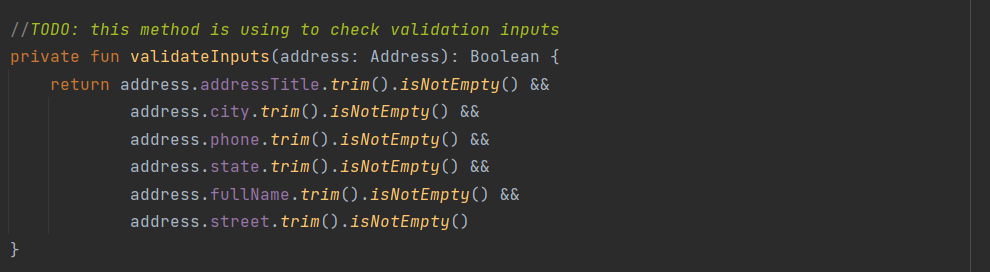 //TODO: this method is using to check validation inputs
private fun validateInputs(address: Address): Boolean {
    return address.addressTitle.trim().isNotEmpty() &&
            address.city.trim().isNotEmpty() &&
            address.phone.trim().isNotEmpty() &&
            address.state.trim().isNotEmpty() &&
            address.fullName.trim().isNotEmpty() &&
            address.street.trim().isNotEmpty()
}